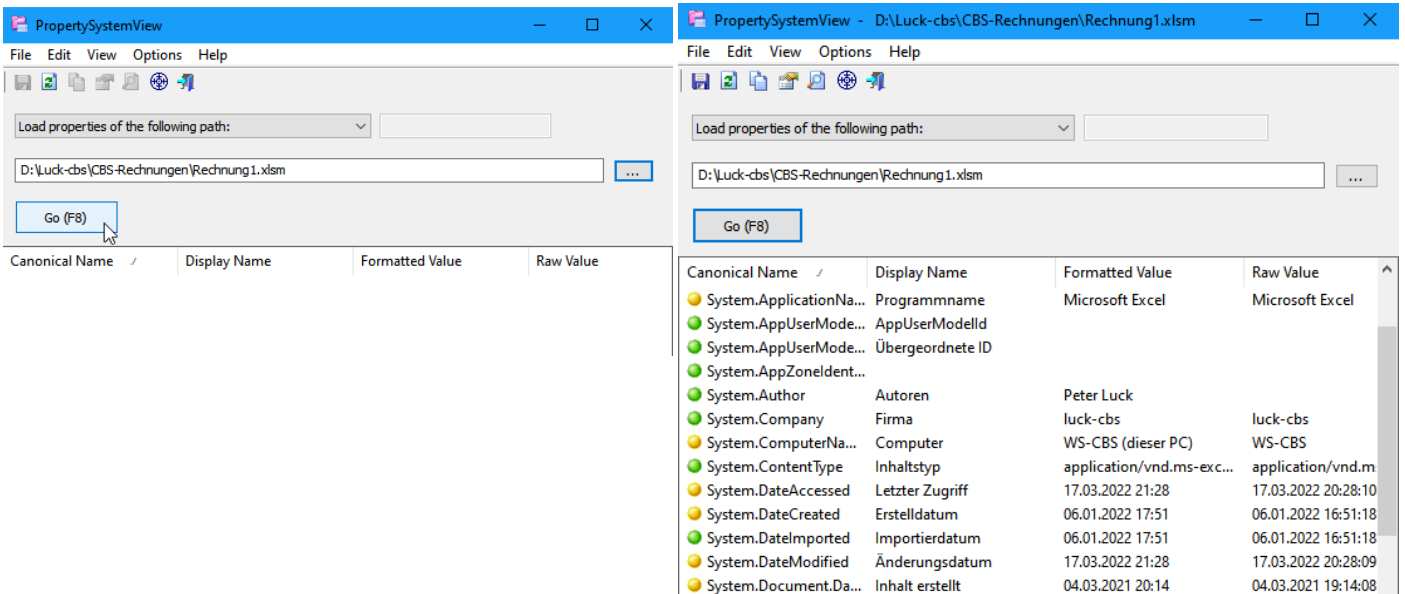 PropertySystemView
File Edit View Options Help
Load properties of the following path:
D:\Luck-cbs\CBS-Rechnungen\Rechnung1.xlsm
...
Go (F8)
Canonical Name Display Name Formatted Value Raw Value
PropertySystemView - D:\Luck-cbs\CBS-Rechnungen\Rechnung1.xlsm
File Edit View Options Help
Load properties of the following path:
D:\Luck-cbs\CBS-Rechnungen\Rechnung1.xlsm
...
Go (F8)
Canonical Name Display Name Formatted Value Raw Value
System.ApplicationNa... Programmname Microsoft Excel Microsoft Excel
System.AppUserMode... AppUserModelId
System.AppUserMode... Übergeordnete ID
System.AppZoneIdent...
System.Author Autoren Peter Luck
System.Company Firma luck-cbs luck-cbs
System.ComputerNa... Computer WS-CBS (dieser PC) WS-CBS
System.ContentType Inhaltstyp application/vnd.ms-exc... application/vnd.m
System.DateAccessed Letzter Zugriff 17.03.2022 21:28 17.03.2022 20:28:10
System.DateCreated Erstelldatum 06.01.2022 17:51 06.01.2022 16:51:18
System.DateImported Importierdatum 06.01.2022 17:51 06.01.2022 16:51:18
System.DateModified Änderungsdatum 17.03.2022 21:28 17.03.2022 20:28:09
System.Document.Da... Inhalt erstellt 04.03.2021 20:14 04.03.2021 19:14:08